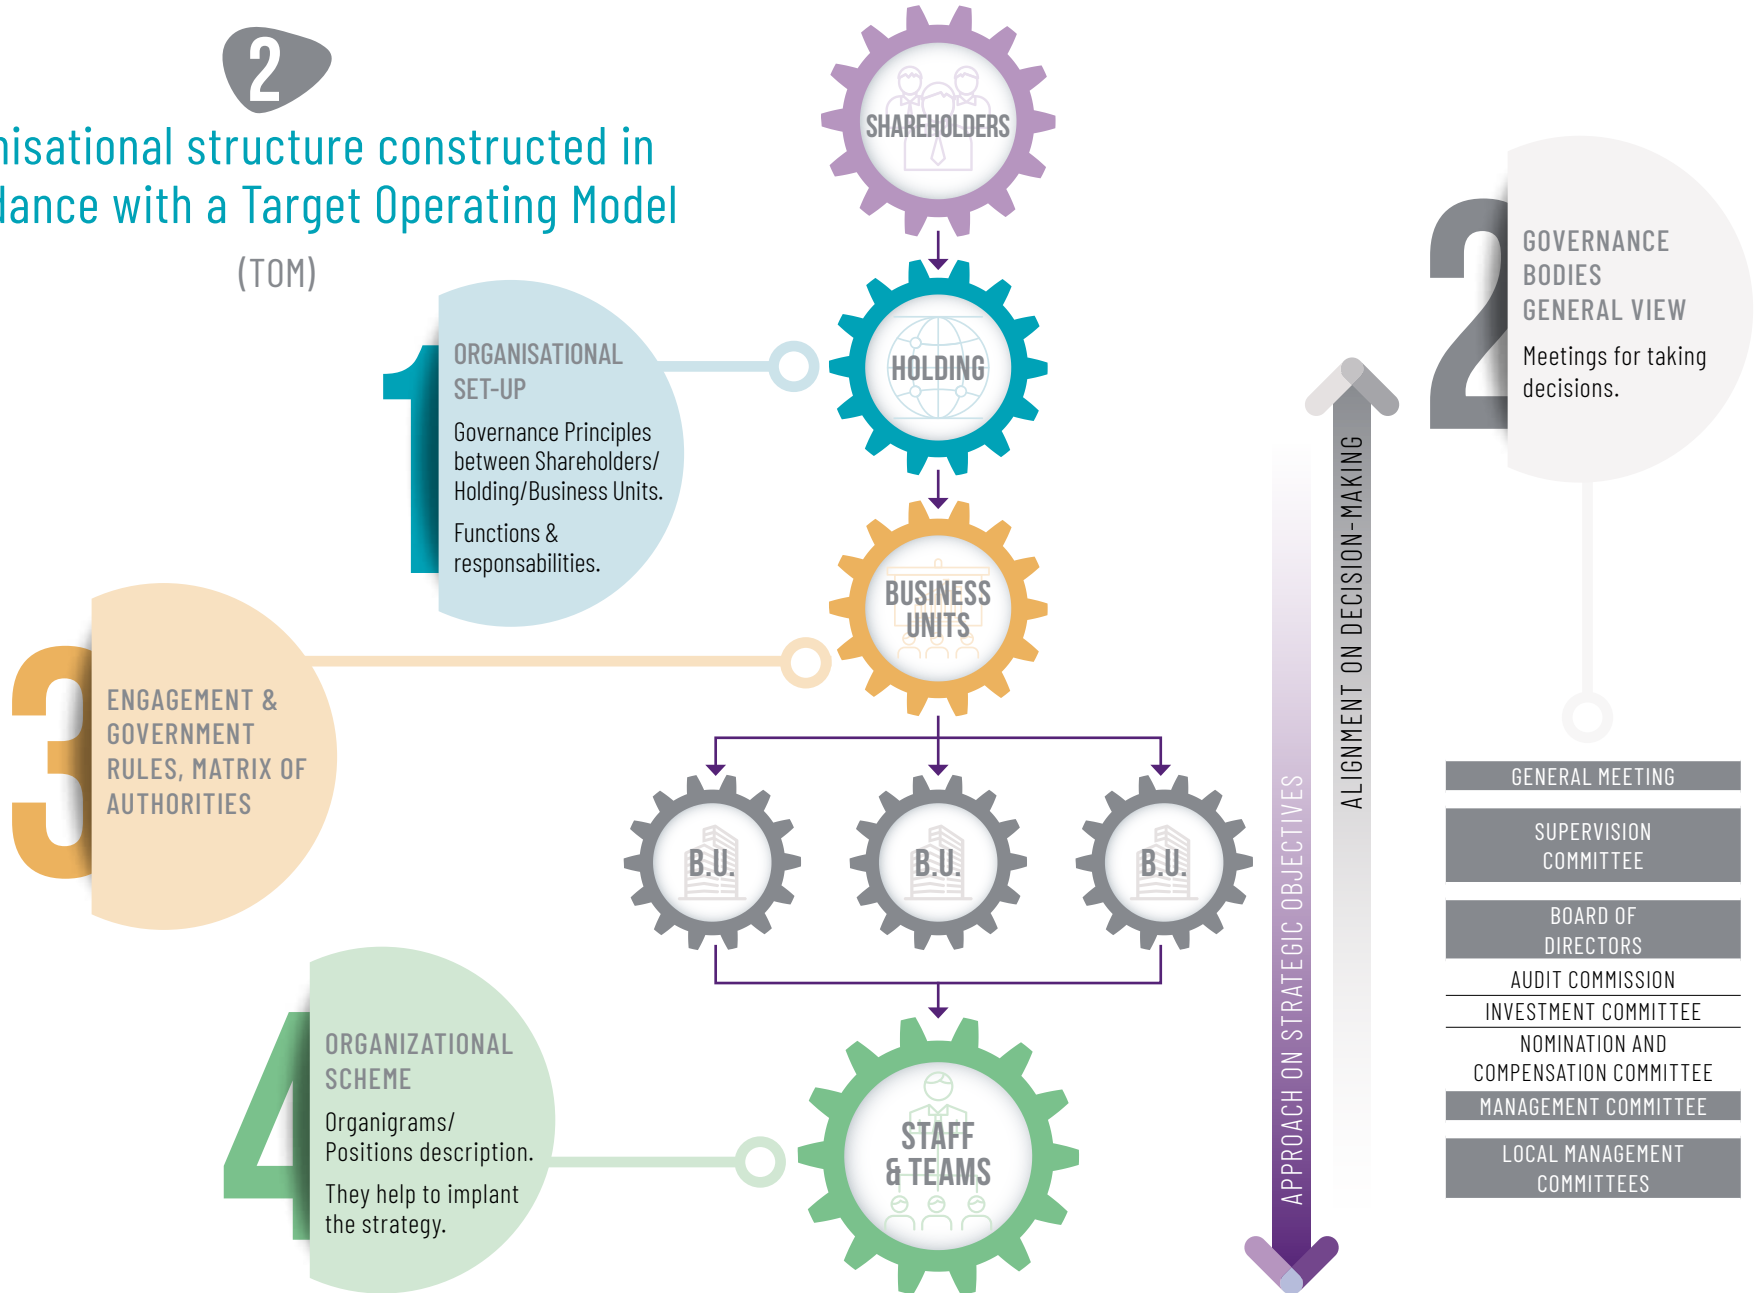 2
nisational structure constructed in
dance with a Target Operating Model
(TOM)
SHAREHOLDERS
HOLDING
BUSINESS
UNITS
B.U.
B.U.
B.U.
STAFF
& TEAMS
1
ORGANISATIONAL
SET-UP
Governance Principles
between Shareholders/
Holding/Business Units.
Functions &
responsabilities.
2
GOVERNANCE
BODIES
GENERAL VIEW
Meetings for taking
decisions.
3
ENGAGEMENT &
GOVERNMENT
RULES, MATRIX OF
AUTHORITIES
4
ORGANIZATIONAL
SCHEME
Organigrams/
Positions description.
They help to implant
the strategy.
APPROACH ON STRATEGIC OBJECTIVES
ALIGNMENT ON DECISION-MAKING
GENERAL MEETING
SUPERVISION
COMMITTEE
BOARD OF
DIRECTORS
AUDIT COMMISSION
INVESTMENT COMMITTEE
NOMINATION AND
COMPENSATION COMMITTEE
MANAGEMENT COMMITTEE
LOCAL MANAGEMENT
COMMITTEES